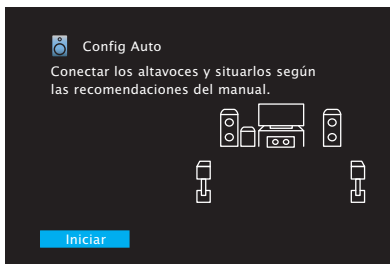 Config Auto
Conectar los altavoces y situarlos según
las recomendaciones del manual.
Iniciar